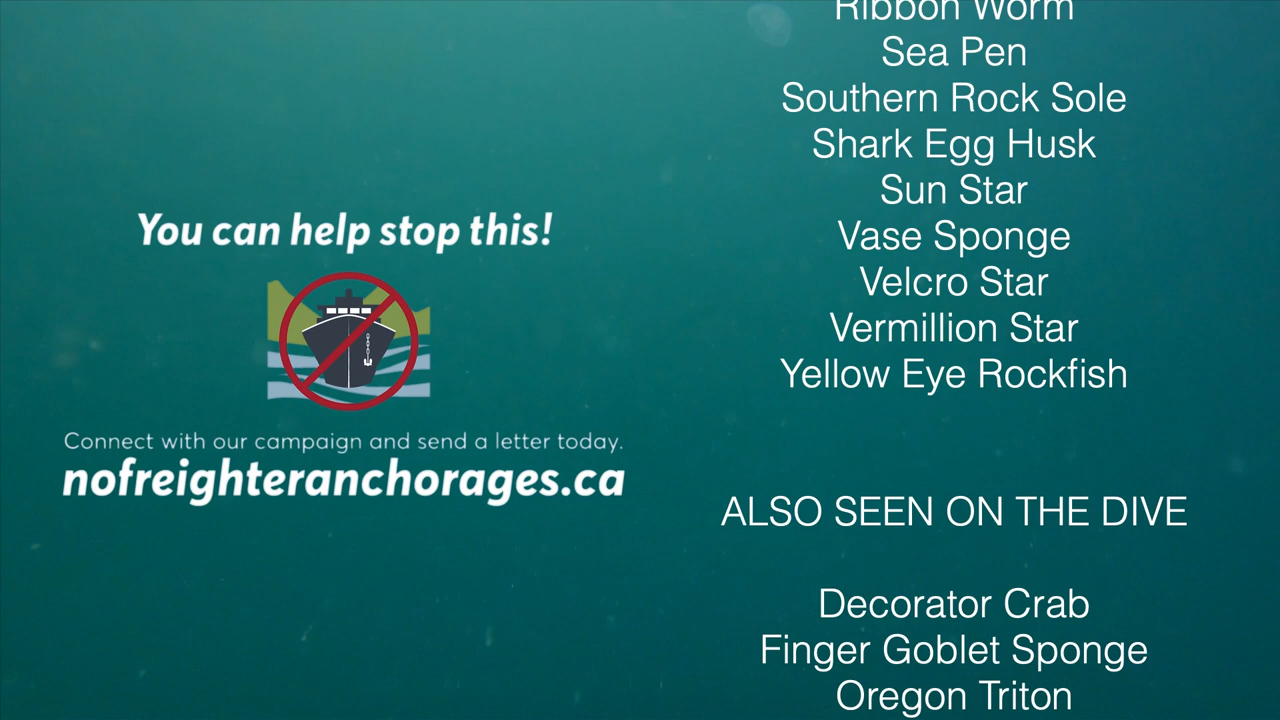 You can help stop this!
Connect with our campaign and send a letter today.
nofreighteranchorages.ca
Ribbon Worm
Sea Pen
Southern Rock Sole
Shark Egg Husk
Sun Star
Vase Sponge
Velcro Star
Vermillion Star
Yellow Eye Rockfish
ALSO SEEN ON THE DIVE
Decorator Crab
Finger Goblet Sponge
Oregon Triton